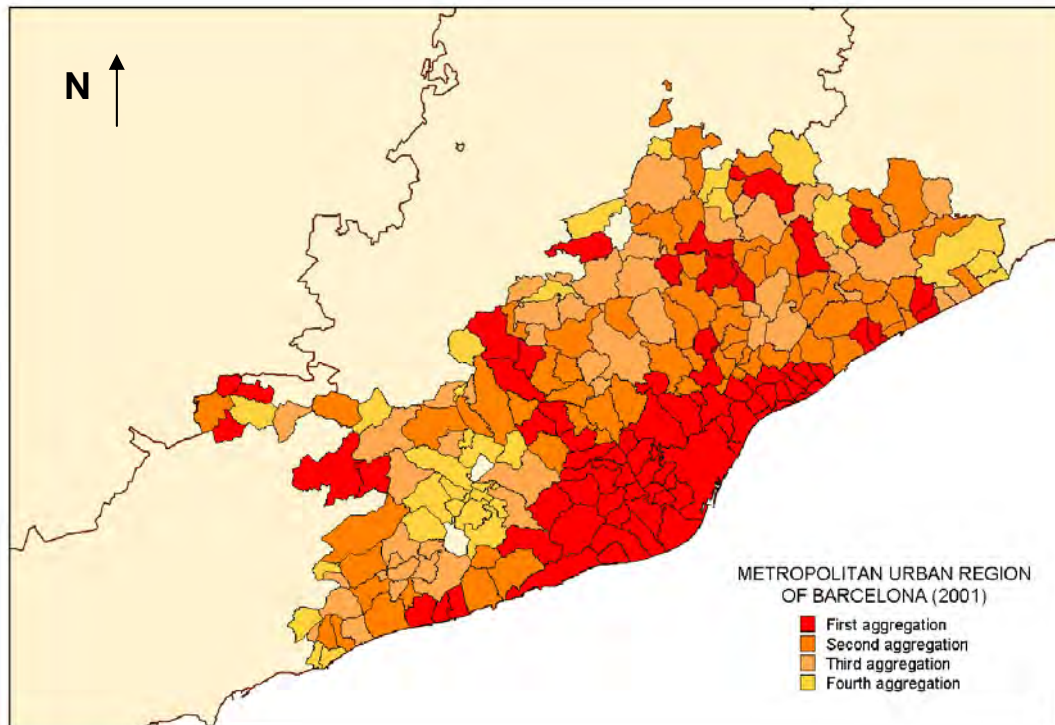 N
METROPOLITAN URBAN REGION
OF BARCELONA (2001)
First aggregation
Second aggregation
Third aggregation
Fourth aggregation